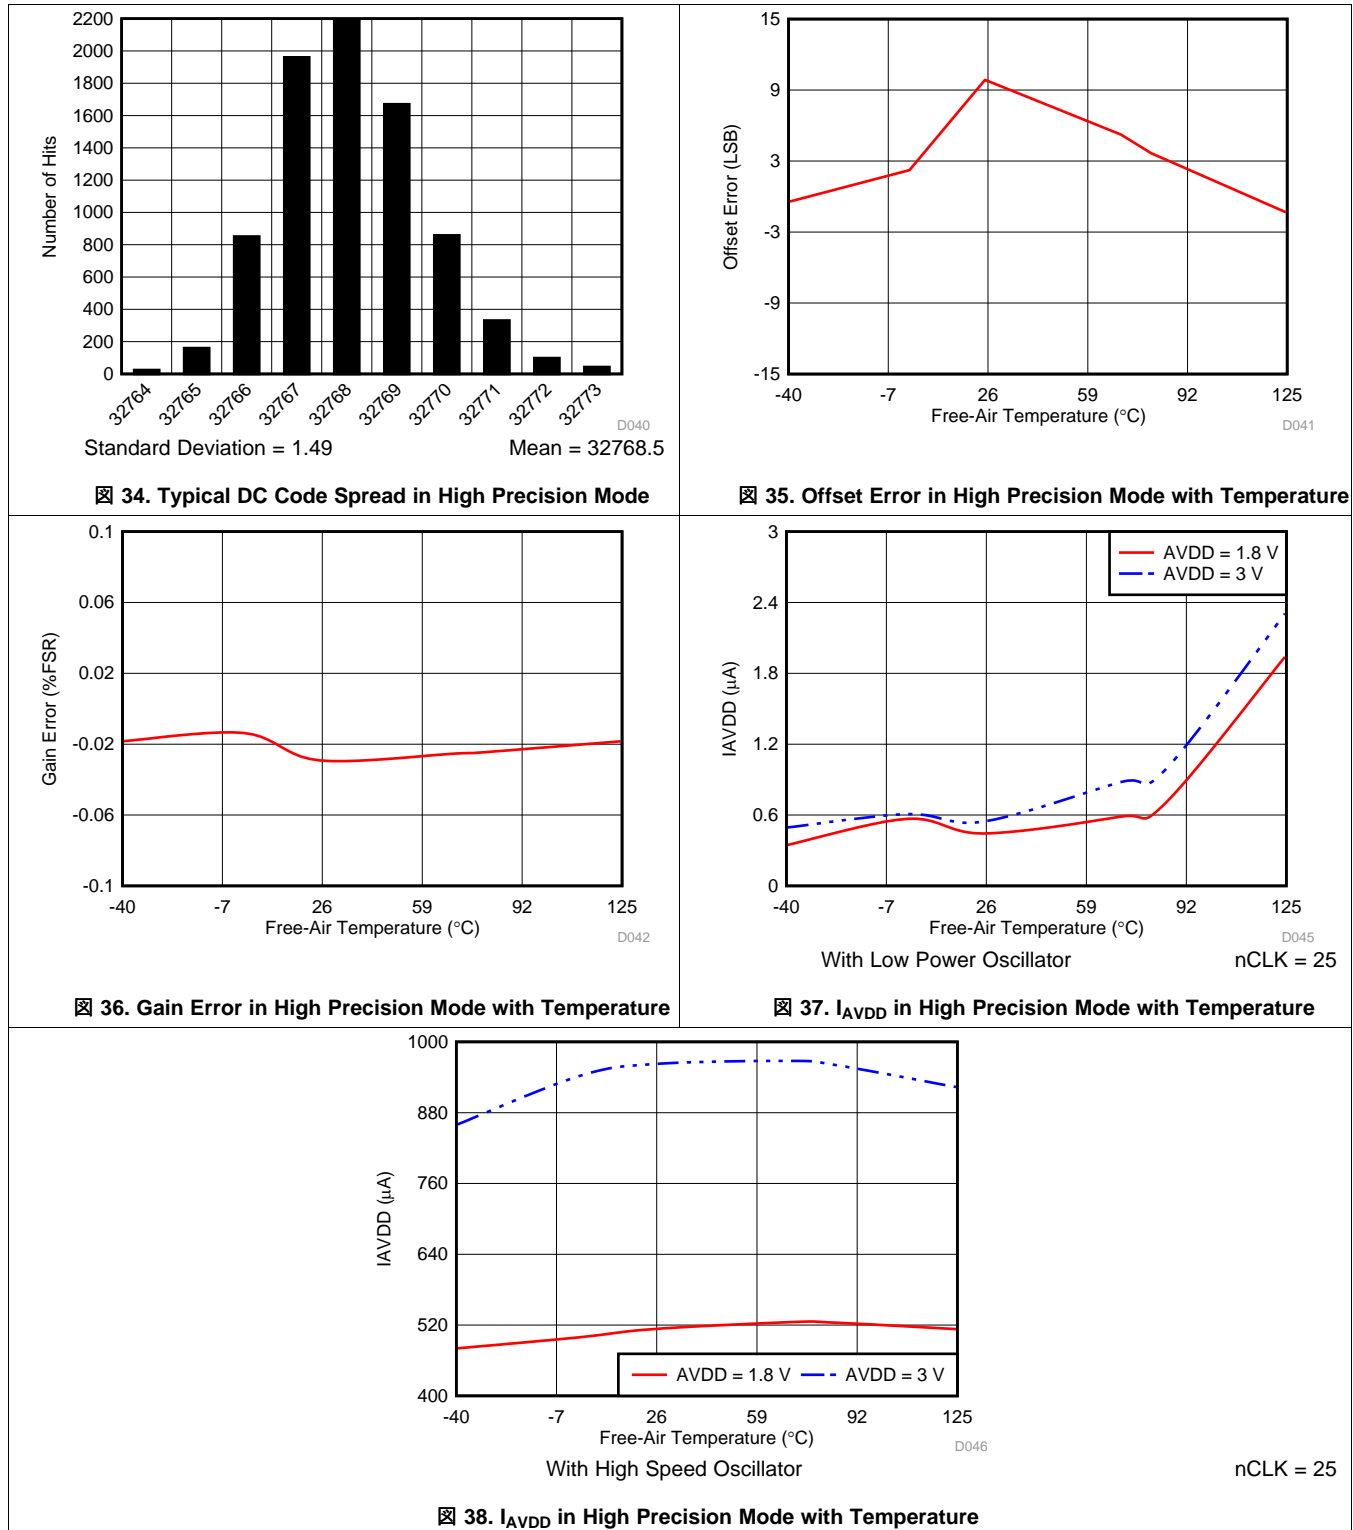 2200
2000
1800
1600
1400
1200
1000
800
600
400
200
0
Number of Hits
32764
32765
32766
32767
32768
32769
32770
32771
32772
32773
D040
Standard Deviation = 1.49 Mean = 32768.5
図 34. Typical DC Code Spread in High Precision Mode
15
9
3
-3
-9
-15
Offset Error (LSB)
-40 -7 26 59 92 125
Free-Air Temperature (°C)
D041
図 35. Offset Error in High Precision Mode with Temperature
0.1
0.06
0.02
-0.02
-0.06
-0.1
Gain Error (%FSR)
-40 -7 26 59 92 125
Free-Air Temperature (°C)
D042
図 36. Gain Error in High Precision Mode with Temperature
3
2.4
1.8
1.2
0.6
0
IAVDD (μA)
AVDD = 1.8 V
AVDD = 3 V
-40 -7 26 59 92 125
Free-Air Temperature (°C)
D045
With Low Power Oscillator nCLK = 25
図 37. IAVDD in High Precision Mode with Temperature
1000
880
760
640
520
400
IAVDD (μA)
AVDD = 1.8 V AVDD = 3 V
-40 -7 26 59 92 125
Free-Air Temperature (°C)
D046
With High Speed Oscillator nCLK = 25
図 38. IAVDD in High Precision Mode with Temperature